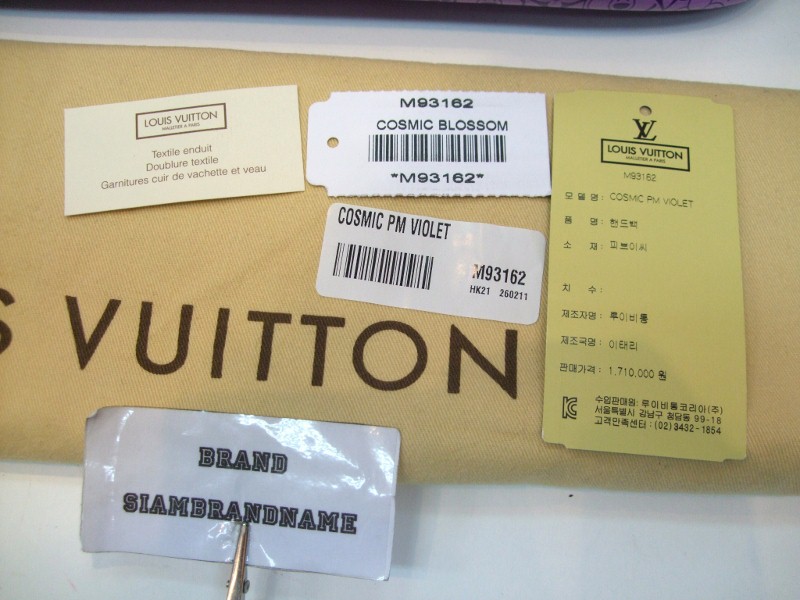 LOUIS VUITTON
MALLETIER A PARIS
Textile enduit
Doublure textile
Garnitures cuir de vachette et veau
M93162
COSMIC BLOSSOM
*M93162*
COSMIC PM VIOLET
M93162
HK21 260211
LV
LOUIS VUITTON
MALLETIER A PARIS
M93162
모 델 명 : COSMIC PM VIOLET
품 명 : 핸드백
소 재 : 피브이씨
치 수 :
제조자명 : 루이비통
제조국명 : 이태리
판매가격 : 1,710,000 원
수입판매원: 루이비통코리아(주)
서울특별시 강남구 청담동 99-18
고객만족센터 : (02) 3432-1854
S VUITTON
BRAND
SIAMBRANDNAME